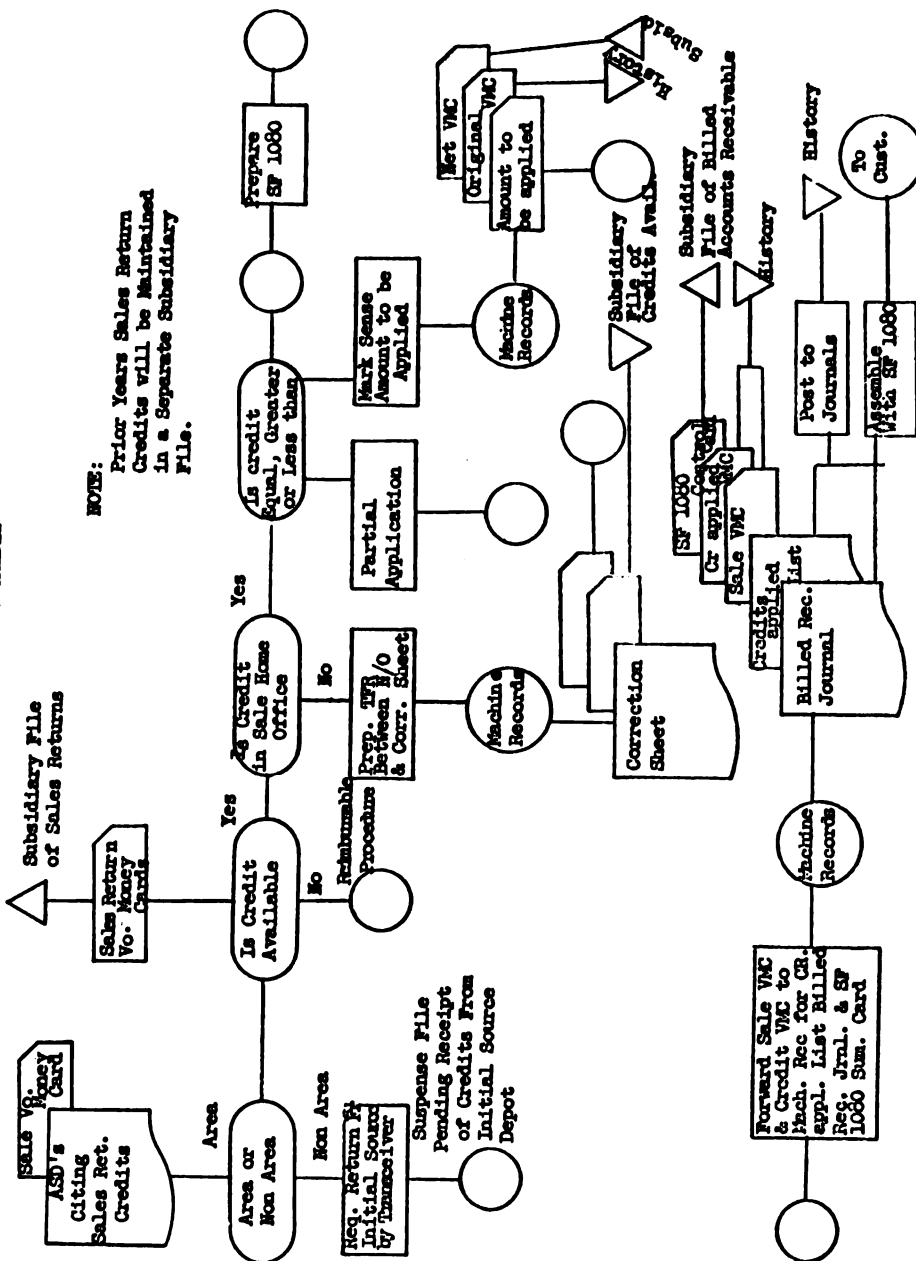 Sale Vo.
Money
Card
ASD's
Citing
Sales Ret.
Credits
Area or
Non Area
Area
Non Area
Req. Return Fr
Initial Source
by Transceiver
Suspense File
Pending Receipt
of Credits From
Initial Source
Depot
Subsidiary File
of Sales Returns
Sales Return
Vo. Money
Cards
Is Credit
Available
Yes
No
Reimbursable
Procedure
Is Credit
in Sale Home
Office
Yes
No
Prep. TFR
Between H/O
& Corr. Sheet
Machine
Records
Correction
Sheet
Subsidiary
File of
Credits Avail.
NOTE:
Prior Years Sales Return
Credits will be Maintained
in a Separate Subsidiary
File.
Is credit
Equal, Greater
or Less than
Partial
Application
Mark Sense
Amount to be
Applied
Machine
Records
Prepare
SF 1080
Net VMC
Original VMC
Amount to
be applied
Subsid
History
Forward Sale VMC
& Credit VMC to
Mach. Rec for CR.
appl. List Billed
Rec. Jrnl. & SF
1080 Sum. Card
Machine
Records
SF 1080
Control
Cr applied VMC
Sale VMC
Credits
applied List
Billed Rec.
Journal
Subsidiary
File of Billed
Accounts Receivable
History
Post to
Journals
History
Assemble
With SF 1080
To
Cust.